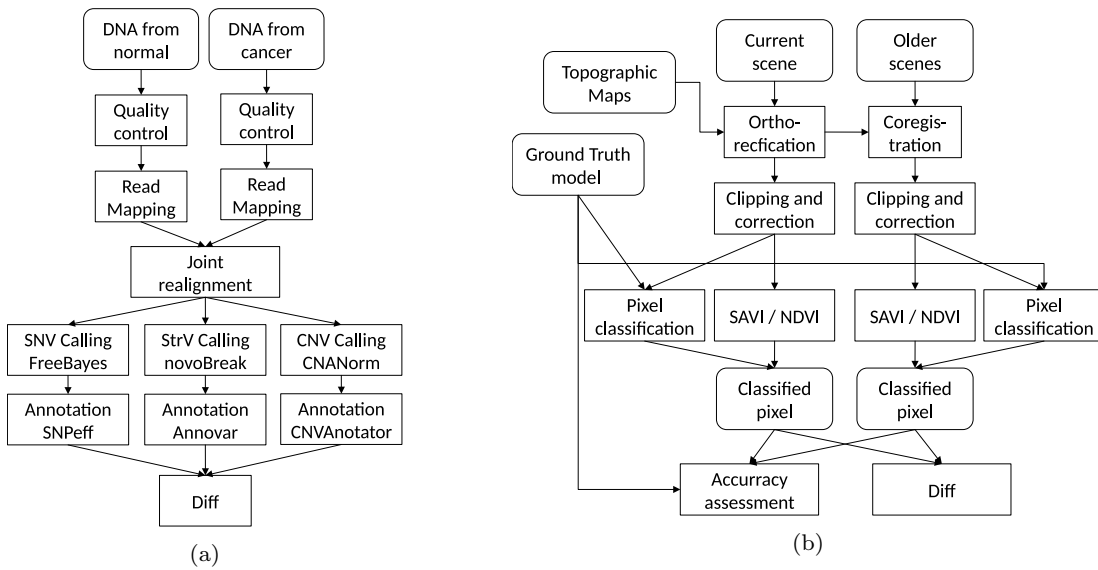 DNA from
normal
DNA from
cancer
Quality
control
Quality
control
Read
Mapping
Read
Mapping
Joint
realignment
SNV Calling
FreeBayes
StrV Calling
novoBreak
CNV Calling
CNANorm
Annotation
SNPeff
Annotation
Annovar
Annotation
CNVAnotator
Diff
(a)
Current
scene
Older
scenes
Topographic
Maps
Ortho-
recfication
Coregis-
tration
Ground Truth
model
Clipping and
correction
Clipping and
correction
Pixel
classification
SAVI / NDVI
SAVI / NDVI
Pixel
classification
Classified
pixel
Classified
pixel
Accurracy
assessment
Diff
(b)